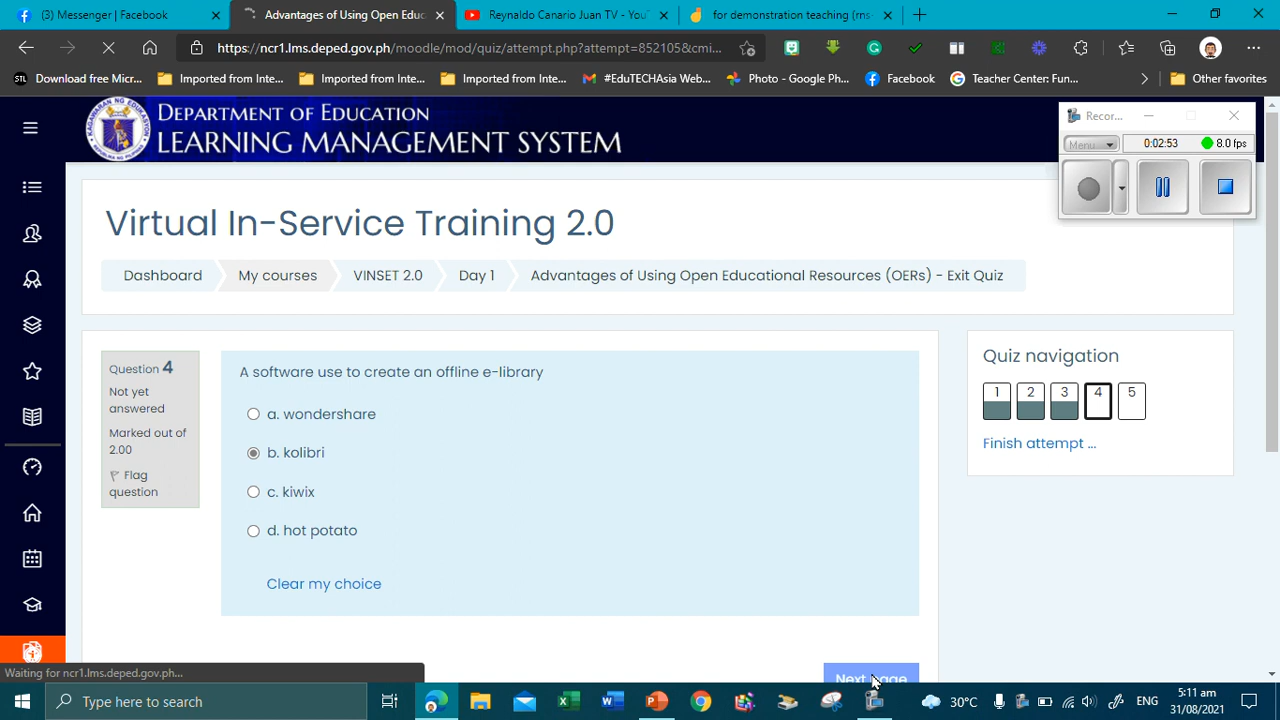 (3) Messenger | Facebook
Advantages of Using Open Educ
Reynaldo Canario Juan TV - You
for demonstration teaching (rns-
https://ncr1.lms.deped.gov.ph/moodle/mod/quiz/attempt.php?attempt=852105&cmi...
Download free Micr...
Imported from Inte...
Imported from Inte...
Imported from Inte...
#EduTECHAsia Web...
Photo - Google Ph...
Facebook
Teacher Center: Fun...
Other favorites
DEPARTMENT OF EDUCATION
LEARNING MANAGEMENT SYSTEM
Recor...
Menu
0:02:53
8.0 fps
Virtual In-Service Training 2.0
Dashboard
My courses
VINSET 2.0
Day 1
Advantages of Using Open Educational Resources (OERs) - Exit Quiz
Question 4
Not yet
answered
Marked out of
2.00
Flag
question
A software use to create an offline e-library
a. wondershare
b. kolibri
c. kiwix
d. hot potato
Clear my choice
Next page
Quiz navigation
1 2 3 4 5
Finish attempt ...
Waiting for ncr1.lms.deped.gov.ph...
Type here to search
30°C
ENG
5:11 am
31/08/2021